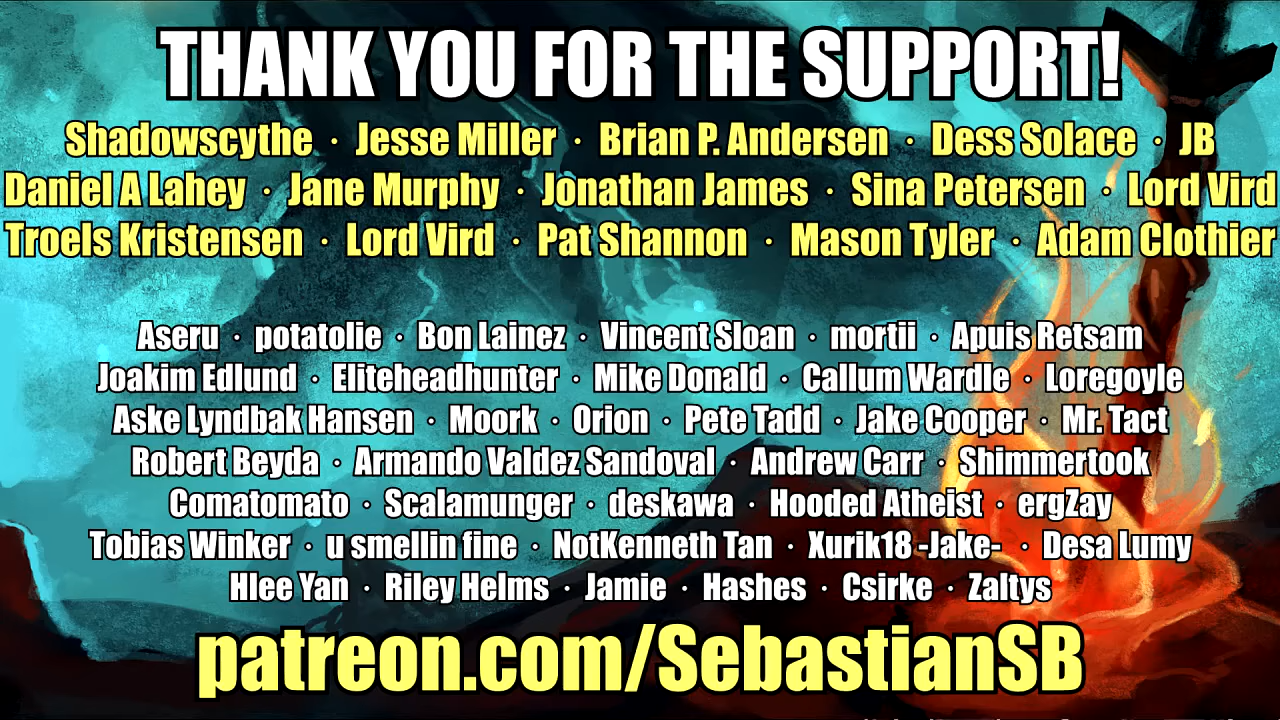 THANK YOU FOR THE SUPPORT!
Shadowscythe · Jesse Miller · Brian P. Andersen · Dess Solace · JB
Daniel A Lahey · Jane Murphy · Jonathan James · Sina Petersen · Lord Vird
Troels Kristensen · Lord Vird · Pat Shannon · Mason Tyler · Adam Clothier
Aseru · potatolie · Bon Lainez · Vincent Sloan · mortii · Apuis Retsam
Joakim Edlund · Eliteheadhunter · Mike Donald · Callum Wardle · Loregoyle
Aske Lyndbak Hansen · Moork · Orion · Pete Tadd · Jake Cooper · Mr. Tact
Robert Beyda · Armando Valdez Sandoval · Andrew Carr · Shimmertook
Comatomato · Scalamunger · deskawa · Hooded Atheist · ergZay
Tobias Winker · u smellin fine · NotKenneth Tan · Xurik18 -Jake- · Desa Lumy
Hlee Yan · Riley Helms · Jamie · Hashes · Csirke · Zaltys
patreon.com/SebastianSB